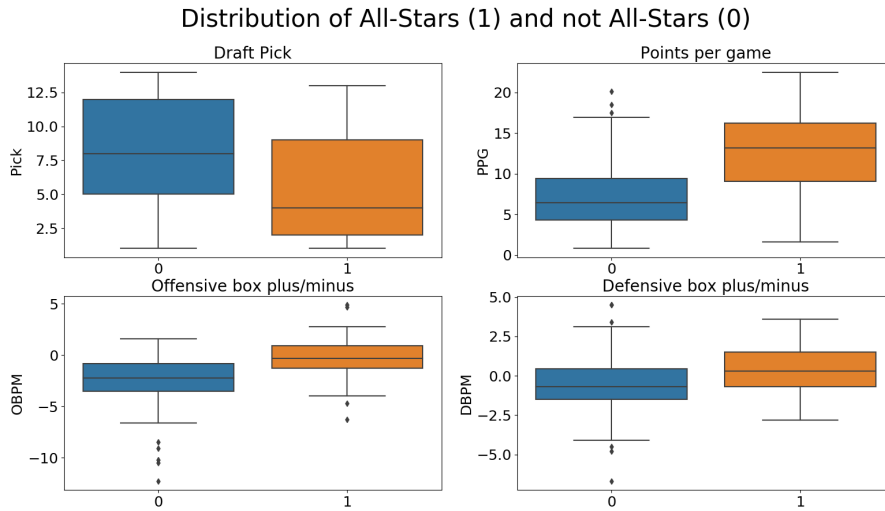 Distribution of All-Stars (1) and not All-Stars (0)
Draft Pick
12.5
10.0
7.5
5.0
2.5
Pick
0 1
Points per game
20
15
10
5
0
PPG
0 1
Offensive box plus/minus
5
0
−5
−10
OBPM
0 1
Defensive box plus/minus
5.0
2.5
0.0
−2.5
−5.0
DBPM
0 1